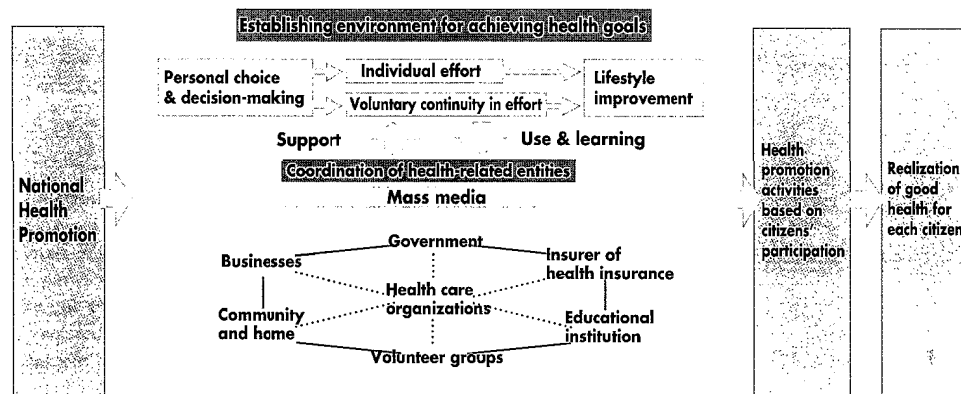 Establishing environment for achieving health goals
Personal choice
& decision-making
Individual effort
Voluntary continuity in effort
Lifestyle
improvement
Support
Use & learning
Coordination of health-related entities
Mass media
National
Health
Promotion
Government
Businesses
Insurer of
health insurance
Health care
organizations
Community
and home
Educational
institution
Volunteer groups
Health
promotion
activities
based on
citizens'
participation
Realization
of good
health for
each citizen